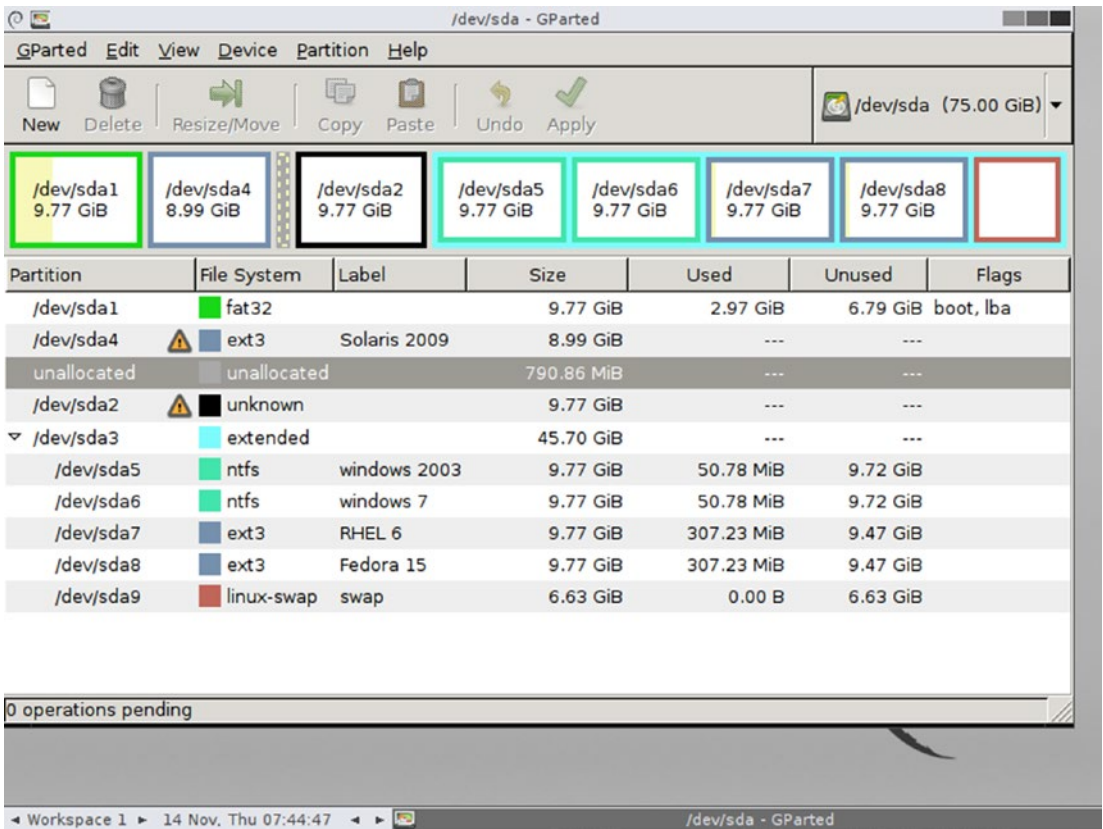 /dev/sda - GParted
GParted Edit View Device Partition Help
New Delete Resize/Move Copy Paste Undo Apply /dev/sda (75.00 GiB)
/dev/sda1 /dev/sda4 /dev/sda2 /dev/sda5 /dev/sda6 /dev/sda7 /dev/sda8
9.77 GiB 8.99 GiB 9.77 GiB 9.77 GiB 9.77 GiB 9.77 GiB 9.77 GiB
Partition File System Label Size Used Unused Flags
/dev/sda1 fat32 9.77 GiB 2.97 GiB 6.79 GiB boot, lba
/dev/sda4 ext3 Solaris 2009 8.99 GiB --- ---
unallocated unallocated 790.86 MiB --- ---
/dev/sda2 unknown 9.77 GiB --- ---
/dev/sda3 extended 45.70 GiB --- ---
/dev/sda5 ntfs windows 2003 9.77 GiB 50.78 MiB 9.72 GiB
/dev/sda6 ntfs windows 7 9.77 GiB 50.78 MiB 9.72 GiB
/dev/sda7 ext3 RHEL 6 9.77 GiB 307.23 MiB 9.47 GiB
/dev/sda8 ext3 Fedora 15 9.77 GiB 307.23 MiB 9.47 GiB
/dev/sda9 linux-swap swap 6.63 GiB 0.00 B 6.63 GiB
0 operations pending
Workspace 1 14 Nov, Thu 07:44:47 /dev/sda - GParted